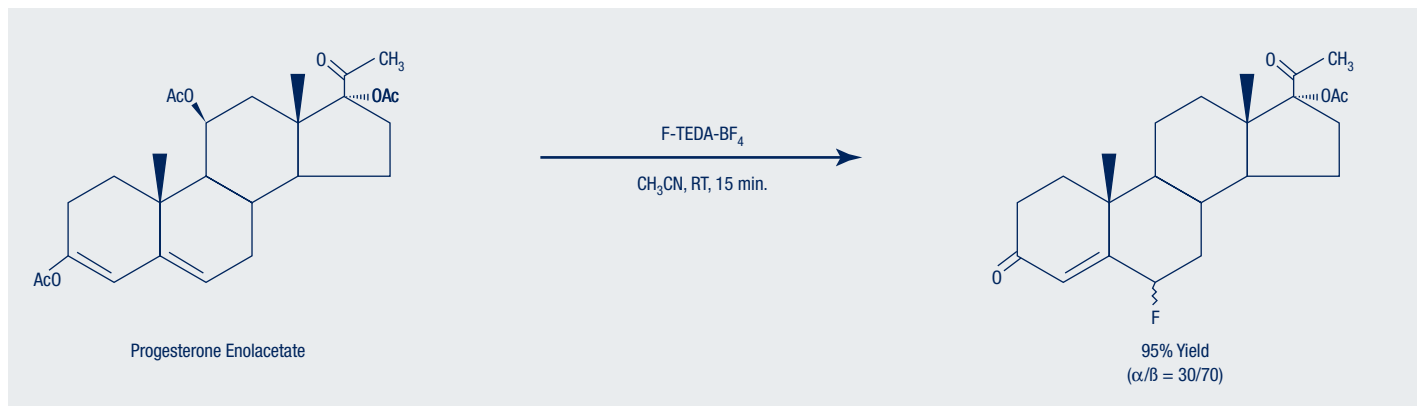 O
CH₃
AcO
OAc
AcO
Progesterone Enolacetate
F-TEDA-BF₄
CH₃CN, RT, 15 min.
O
CH₃
OAc
O
F
95% Yield
(α/ß = 30/70)